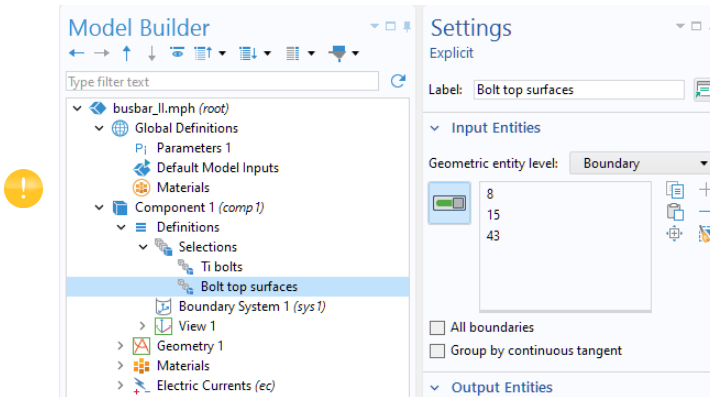 Model Builder
Type filter text
busbar_II.mph (root)
Global Definitions
Pi Parameters 1
Default Model Inputs
Materials
Component 1 (comp1)
Definitions
Selections
Ti bolts
Bolt top surfaces
Boundary System 1 (sys1)
View 1
Geometry 1
Materials
Electric Currents (ec)
Settings
Explicit
Label: Bolt top surfaces
Input Entities
Geometric entity level: Boundary
8
15
43
All boundaries
Group by continuous tangent
Output Entities